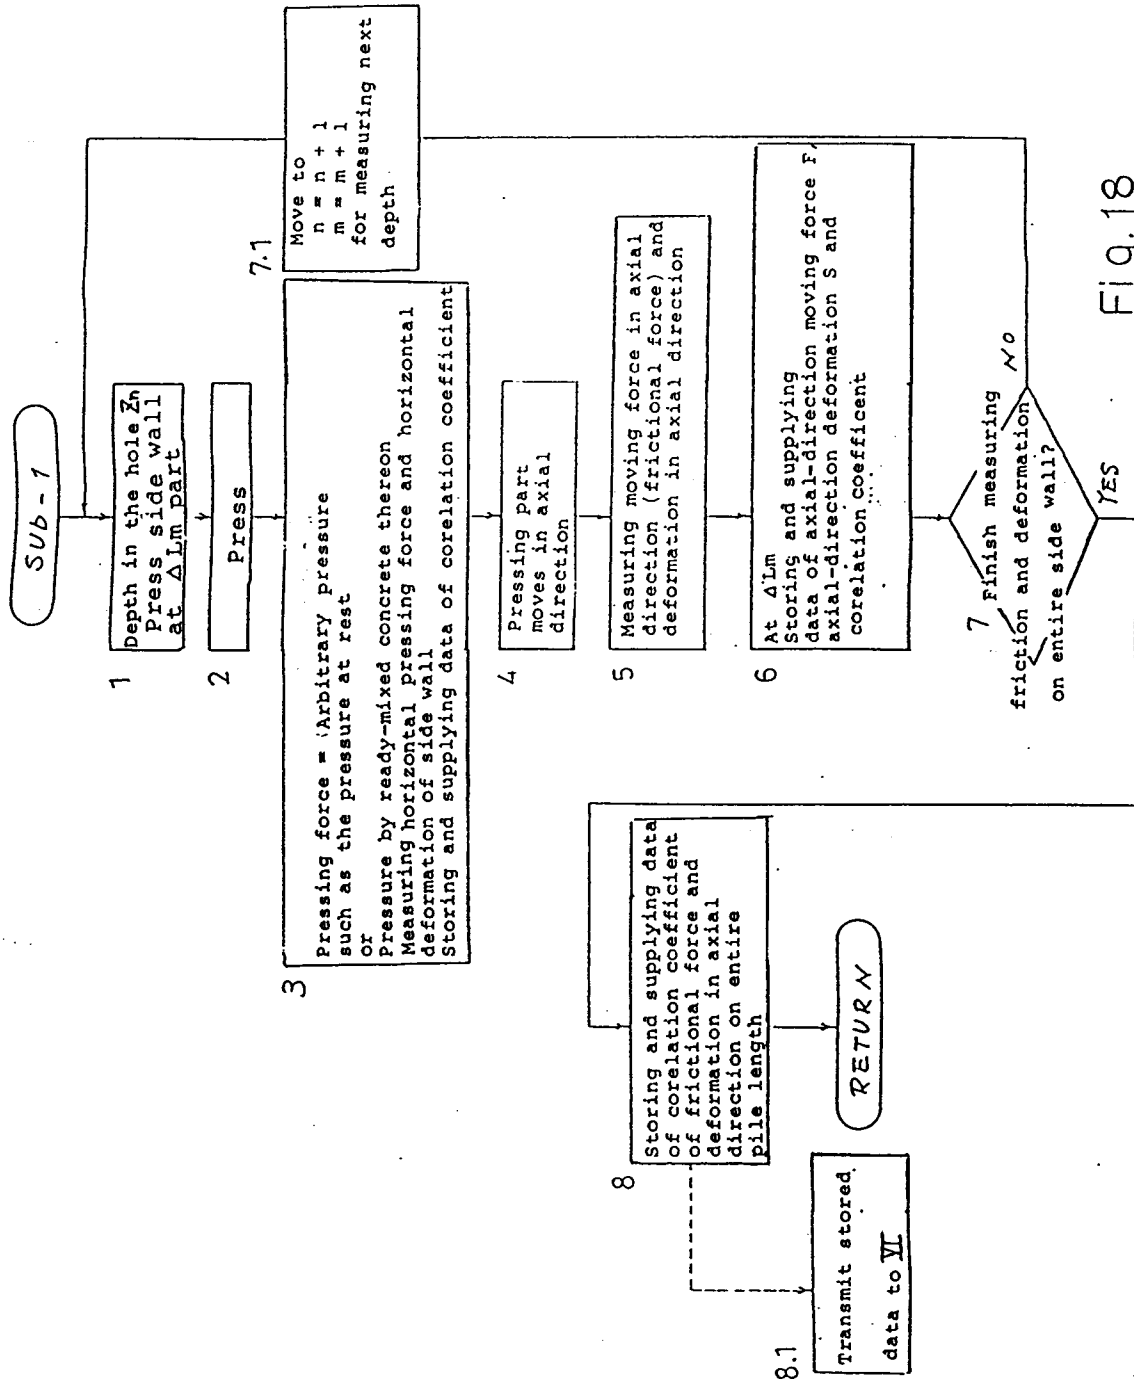 SUB-1
1
Depth in the hole Zn
Press side wall
at ΔLm part
2
Press
3
Pressing force = (Arbitrary pressure
such as the pressure at rest
or
Pressure by ready-mixed concrete thereon
Measuring horizontal pressing force and horizontal
deformation of side wall
Storing and supplying data of corelation coefficient
4
Pressing part
moves in axial
direction
5
Measuring moving force in axial
direction (frictional force) and
deformation in axial direction
6
At ΔLm
Storing and supplying
data of axial-direction moving force F,
axial-direction deformation S and
corelation coefficent
7
Finish measuring
friction and deformation
on entire side wall?
NO
YES
7.1
Move to
n = n + 1
m = m + 1
for measuring next
depth
8
Storing and supplying data
of corelation coefficient
of frictional force and
deformation in axial
direction on entire
pile length
RETURN
8.1
Transmit stored
data to VI
Fig.18